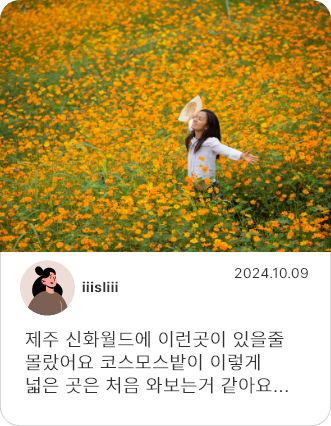 2024.10.09
iiisliii
제주 신화월드에 이런곳이 있을줄
몰랐어요 코스모스밭이 이렇게
넓은 곳은 처음 와보는거 같아요...